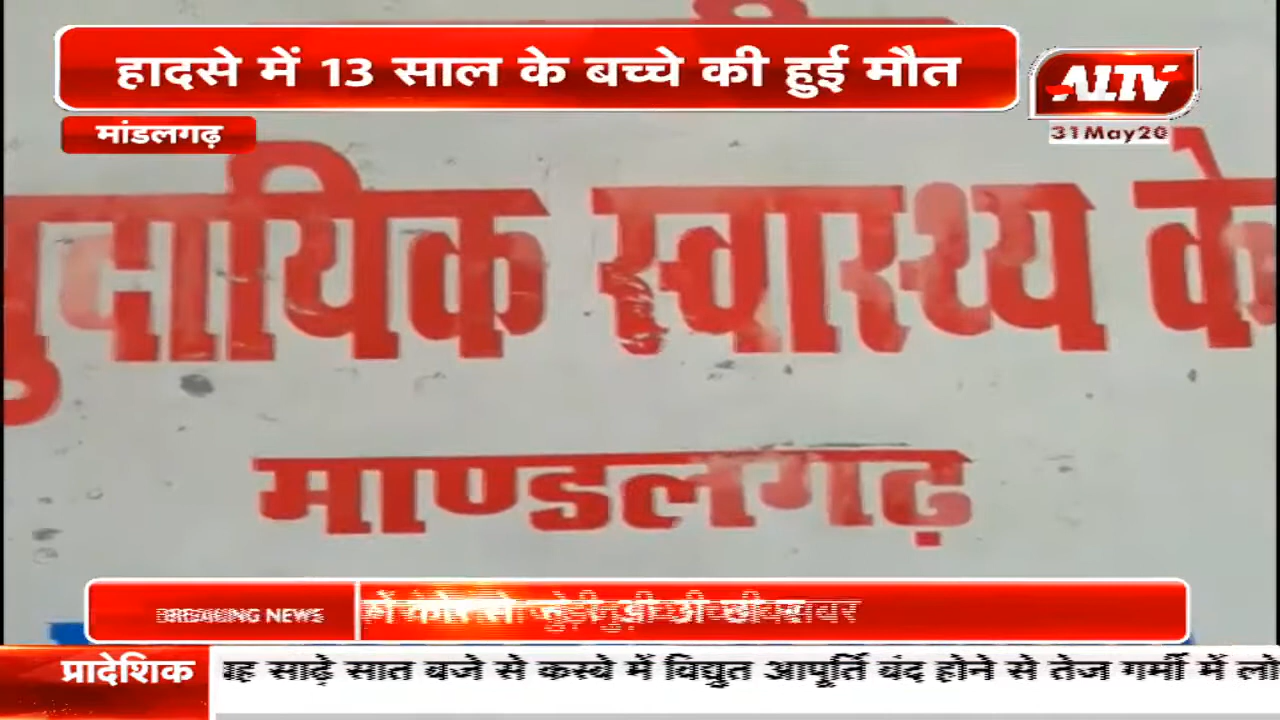 हादसे में 13 साल के बच्चे की हुई मौत
ALTV
मांडलगढ़
31May20
ुदायिक स्वास्थ्य के
माण्डलगढ़
BREAKING NEWS
प्रादेशिक
साढ़े सात बजे से कस्बे में विद्युत आपूर्ति बंद होने से तेज गर्मी में लो